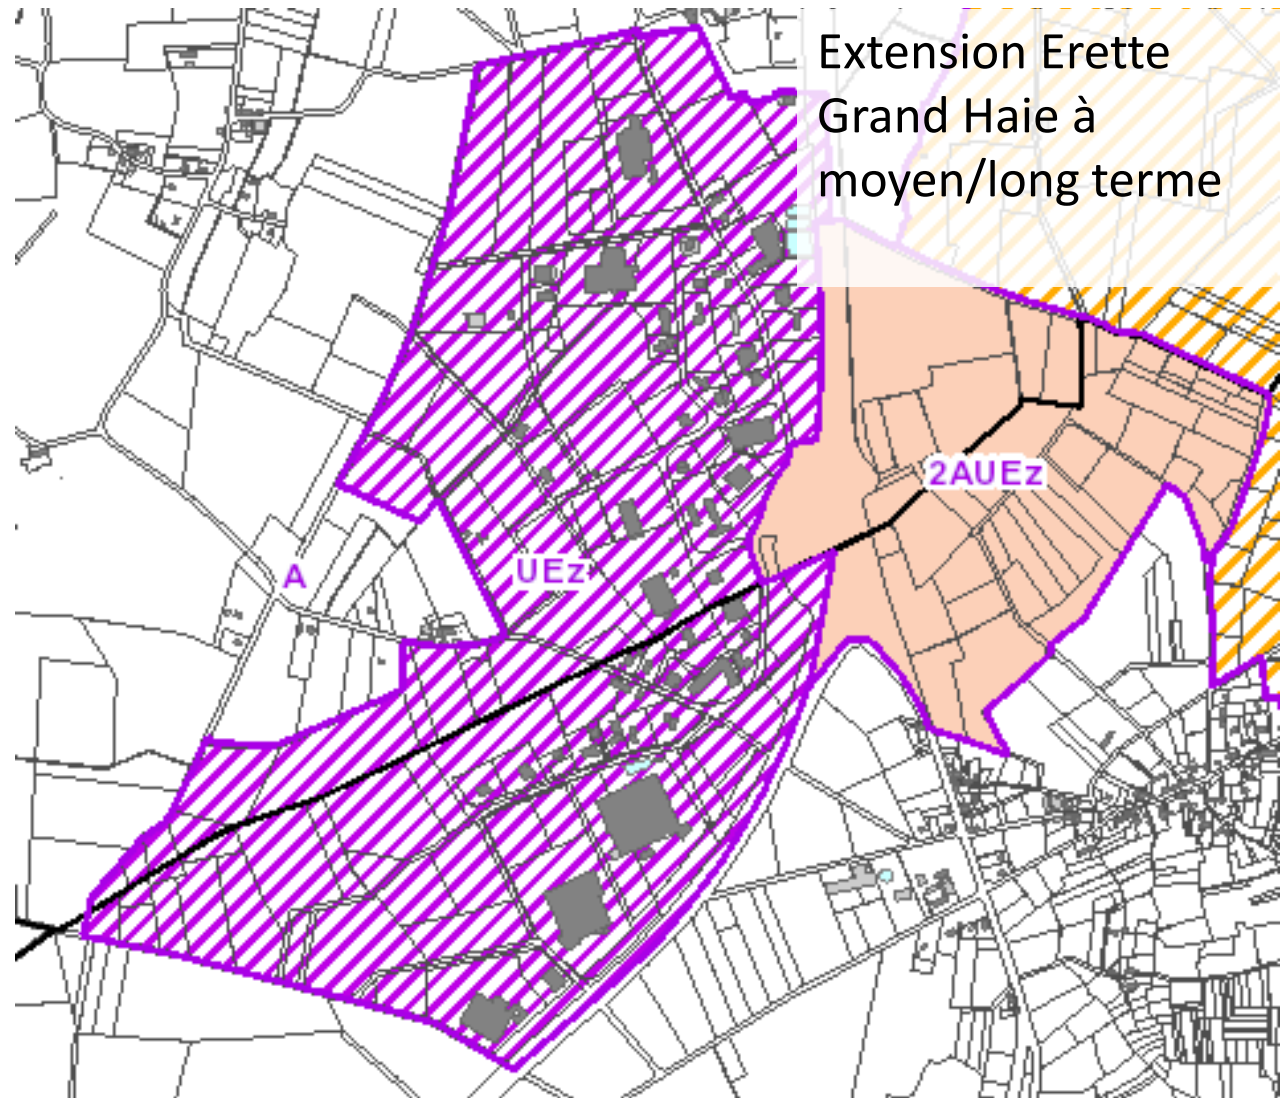 Extension Erette
Grand Haie à
moyen/long terme
2AUEz
UEz
A